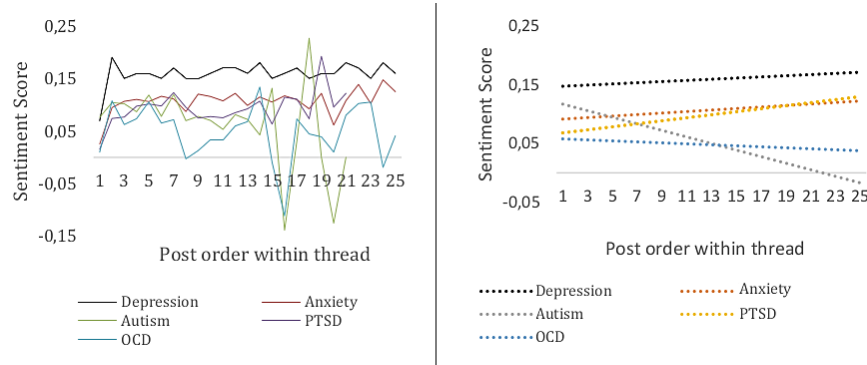 0,25
0,15
0,05
-0,05
-0,15
Sentiment Score
1 3 5 7 9 11 13 15 17 19 21 23 25
Post order within thread
Depression Anxiety
Autism PTSD
OCD
0,25
0,15
0,05
-0,05
Sentiment Score
1 3 5 7 9 11 13 15 17 19 21 23 25
Post order within thread
Depression Anxiety
Autism PTSD
OCD